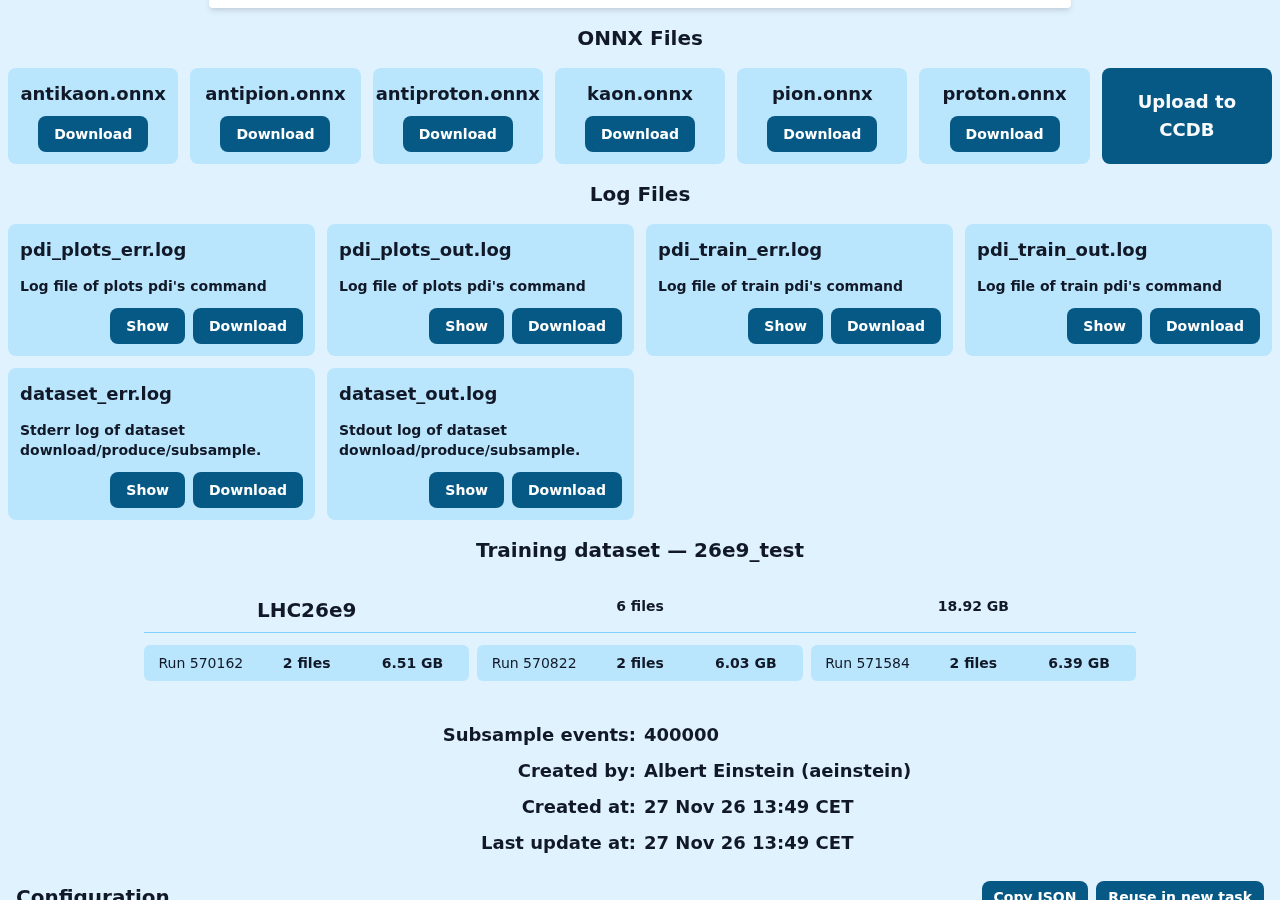 ONNX Files
antikaon.onnx
Download
antipion.onnx
Download
antiproton.onnx
Download
kaon.onnx
Download
pion.onnx
Download
proton.onnx
Download
Upload to
CCDB
Log Files
pdi_plots_err.log
Log file of plots pdi's command
Show Download
pdi_plots_out.log
Log file of plots pdi's command
Show Download
pdi_train_err.log
Log file of train pdi's command
Show Download
pdi_train_out.log
Log file of train pdi's command
Show Download
dataset_err.log
Stderr log of dataset
download/produce/subsample.
Show Download
dataset_out.log
Stdout log of dataset
download/produce/subsample.
Show Download
Training dataset — 26e9_test
LHC26e9 6 files 18.92 GB
Run 570162 2 files 6.51 GB
Run 570822 2 files 6.03 GB
Run 571584 2 files 6.39 GB
Subsample events: 400000
Created by: Albert Einstein (aeinstein)
Created at: 27 Nov 26 13:49 CET
Last update at: 27 Nov 26 13:49 CET
Configuration
Copy JSON
Reuse in new task